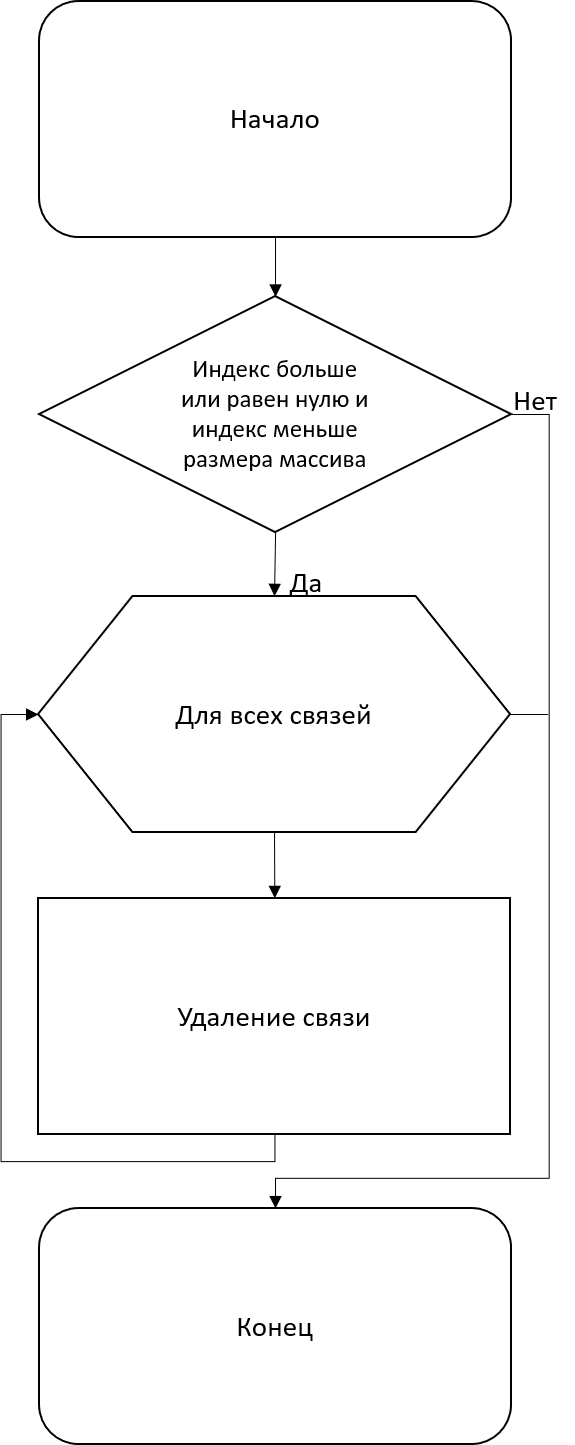 Начало
Индекс больше
или равен нулю и
индекс меньше
размера массива
Нет
Да
Для всех связей
Удаление связи
Конец